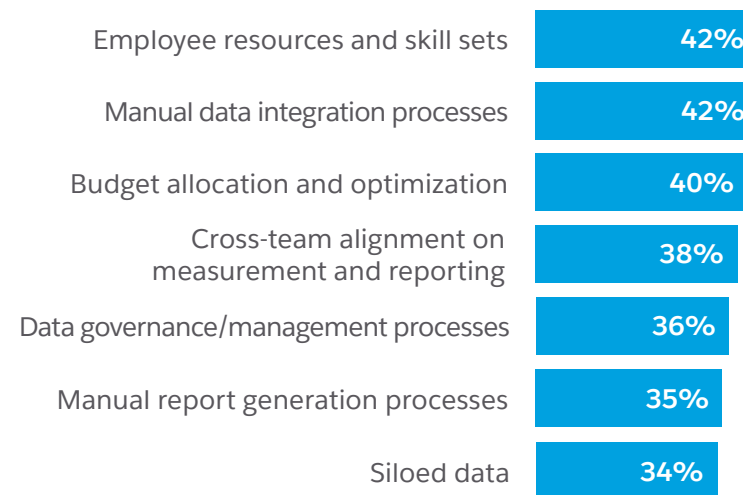 Employee resources and skill sets 42%
Manual data integration processes 42%
Budget allocation and optimization 40%
Cross-team alignment on
measurement and reporting 38%
Data governance/management processes 36%
Manual report generation processes 35%
Siloed data 34%